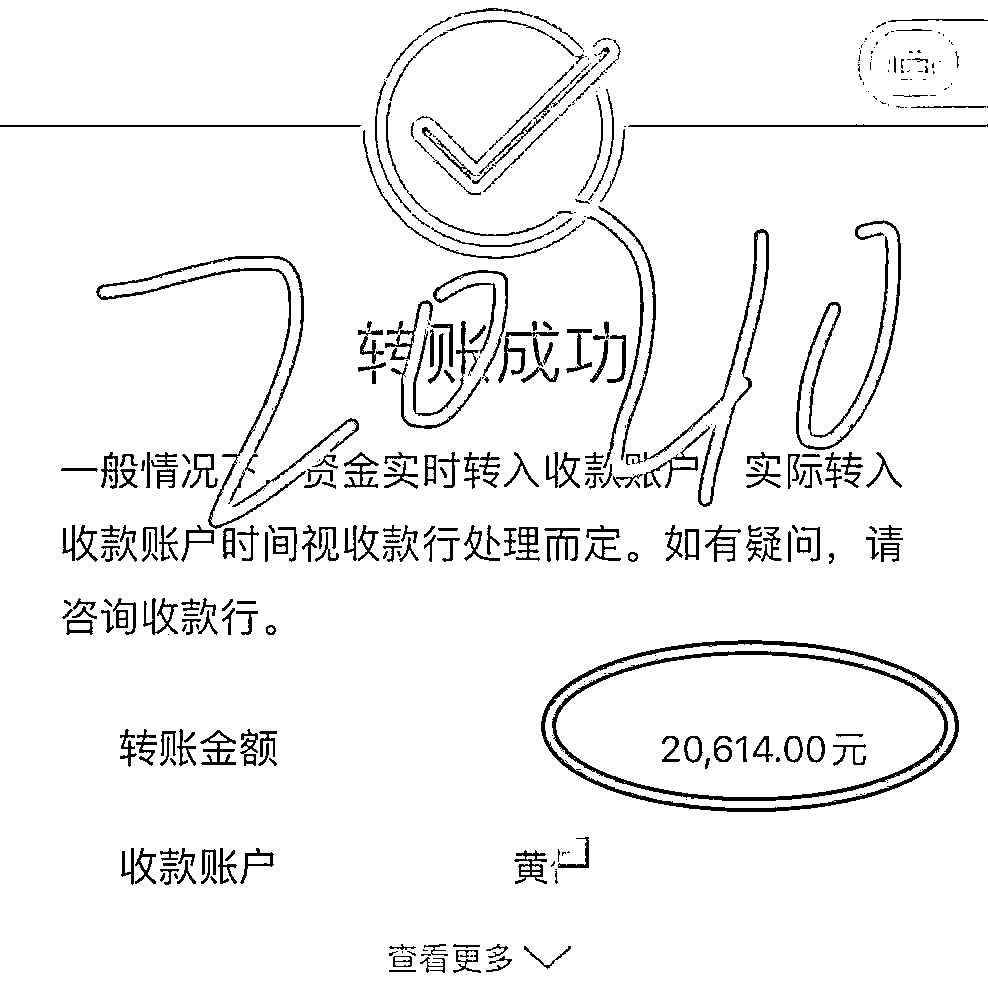 2040
转账成功
一般情况下，资金实时转入收款账户，实际转入
收款账户时间视收款行处理而定。如有疑问，请
咨询收款行。
转账金额 20,614.00元
收款账户 黄
查看更多